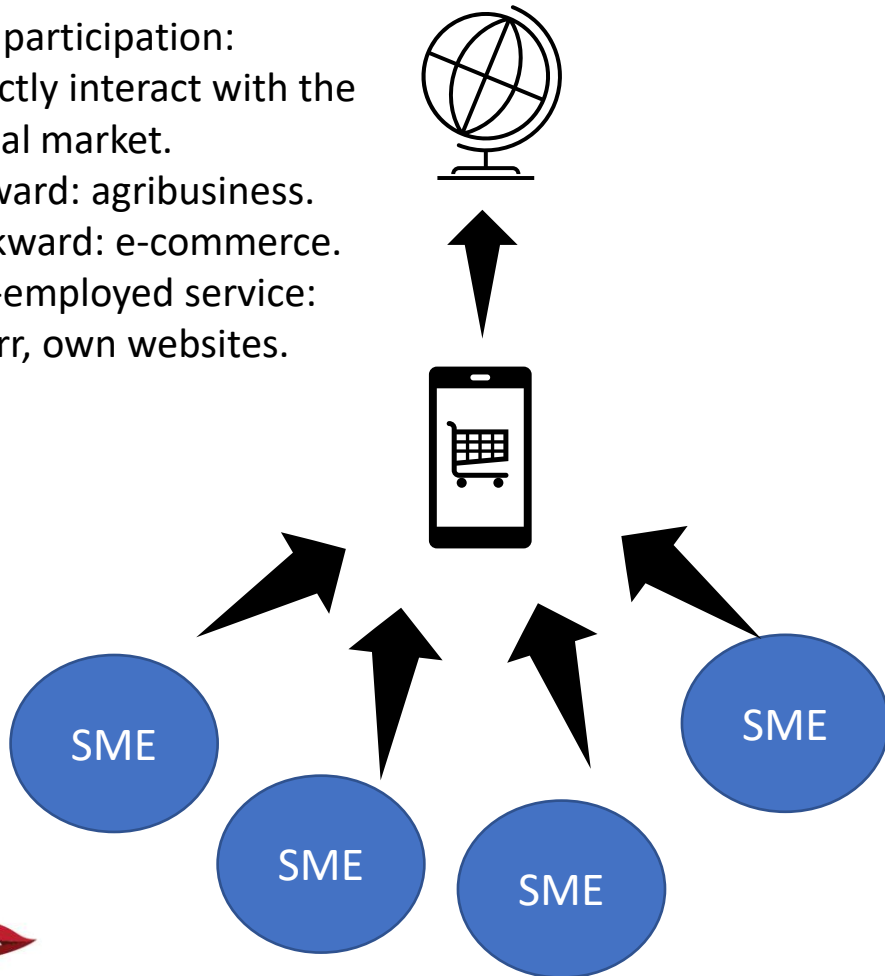 participation:
ctly interact with the
al market.
ward: agribusiness.
kward: e-commerce.
-employed service:
rr, own websites.
SME
SME
SME
SME